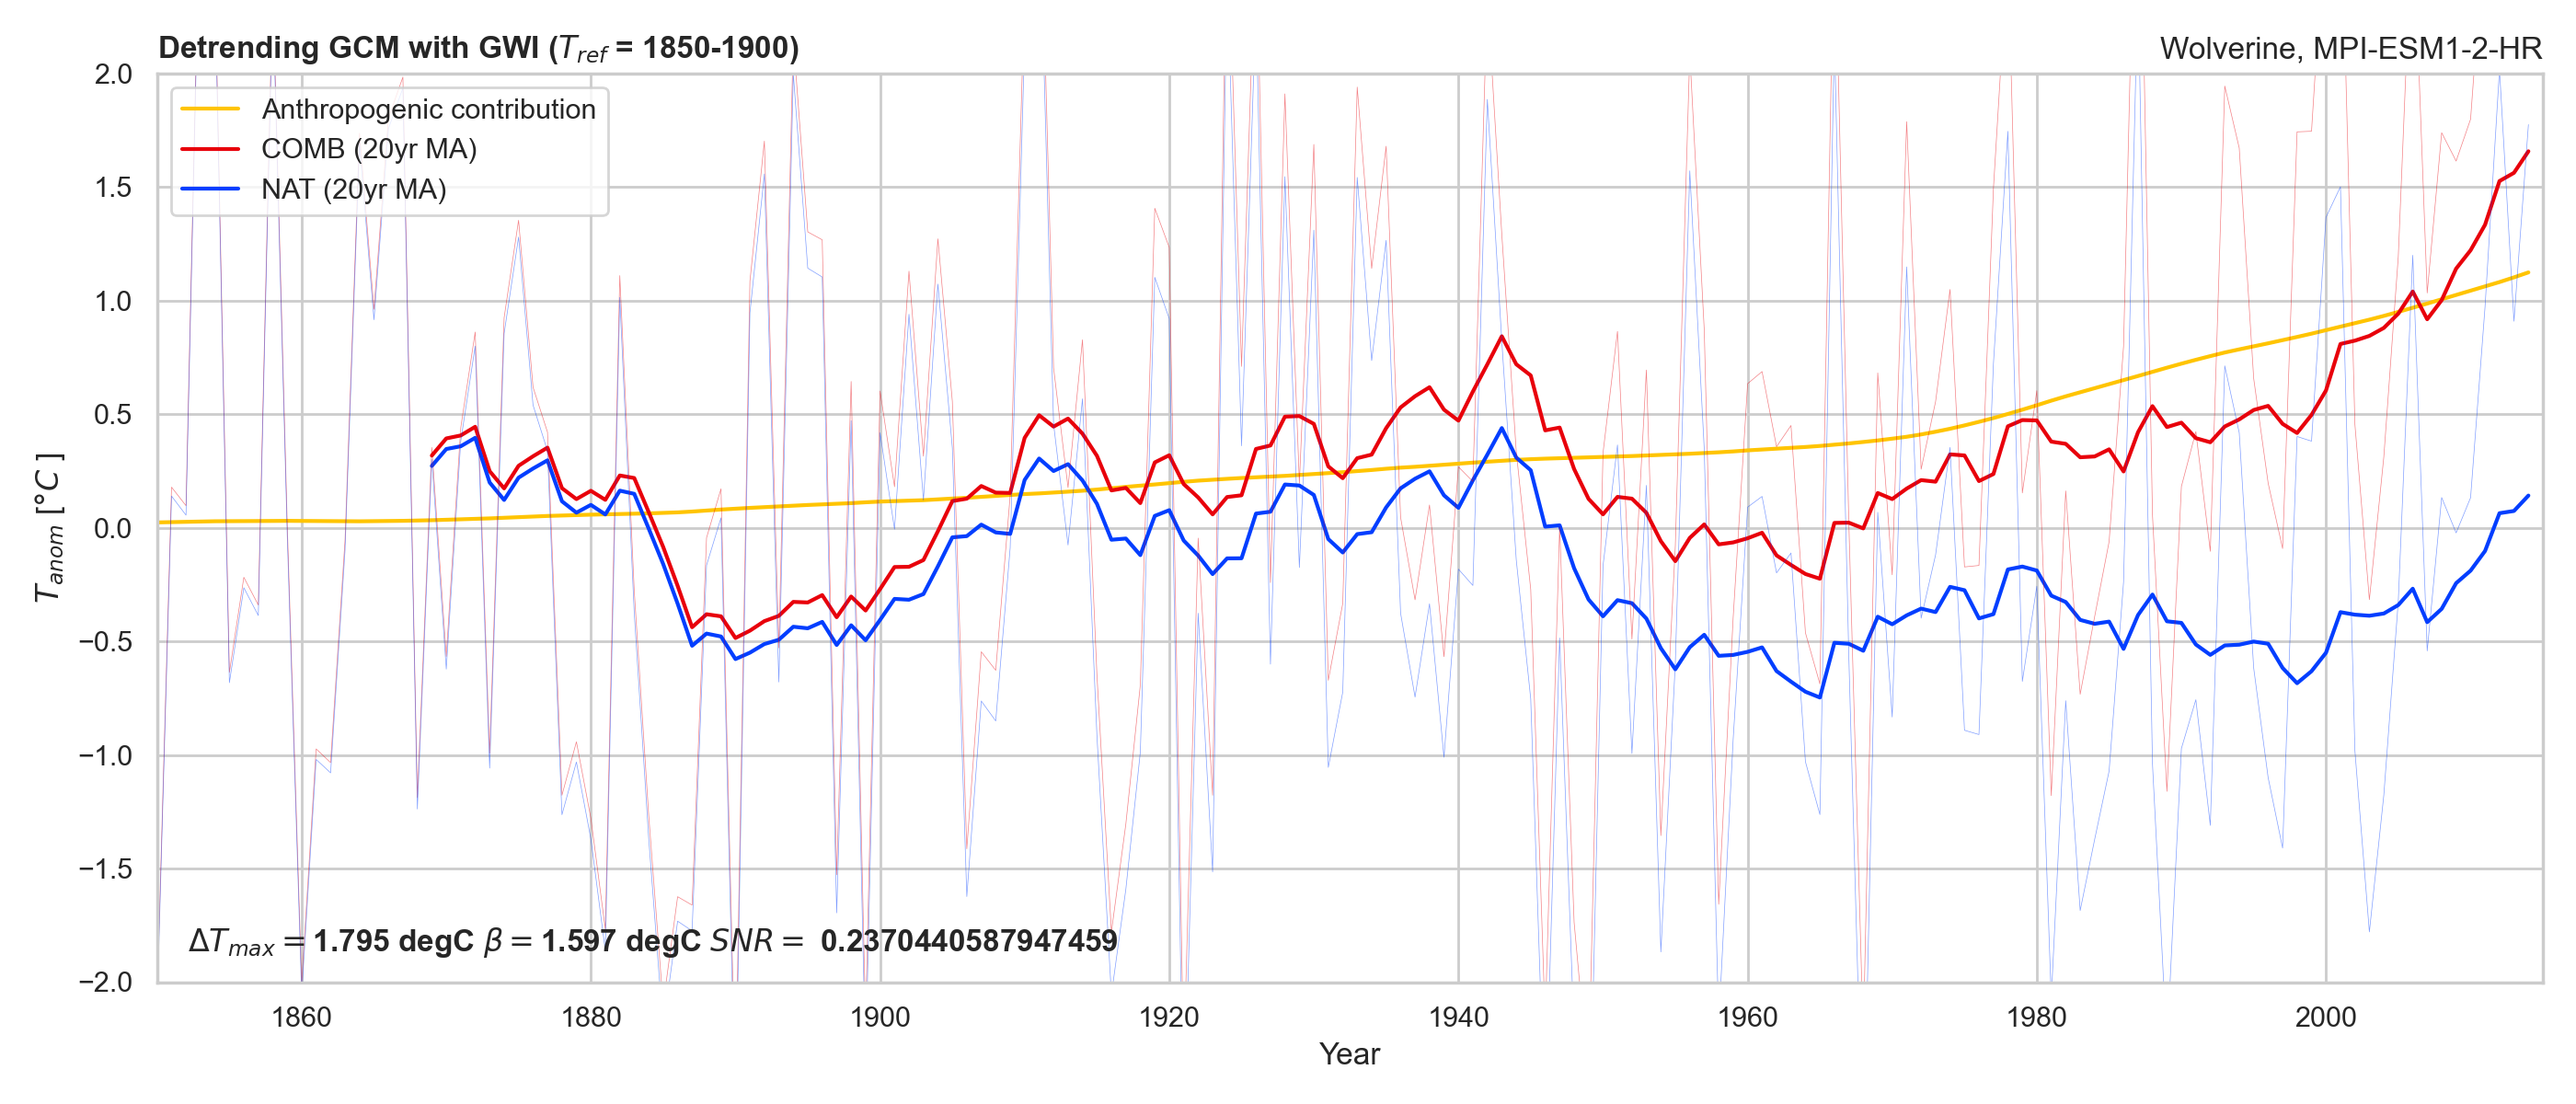 Detrending GCM with GWI (T_ref = 1850-1900)
Wolverine, MPI-ESM1-2-HR
Anthropogenic contribution
COMB (20yr MA)
NAT (20yr MA)
2.0
1.5
1.0
0.5
0.0
−0.5
−1.0
−1.5
−2.0
T_anom [°C ]
ΔT_max = 1.795 degC β = 1.597 degC SNR = 0.2370440587947459
1860 1880 1900 1920 1940 1960 1980 2000
Year